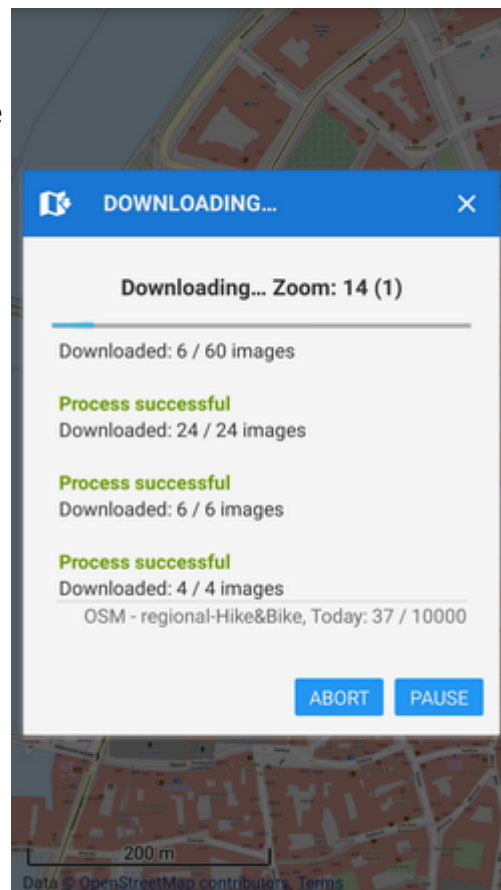 e
DOWNLOADING...
Downloading... Zoom: 14 (1)
Downloaded: 6 / 60 images
Process successful
Downloaded: 24 / 24 images
Process successful
Downloaded: 6 / 6 images
Process successful
Downloaded: 4 / 4 images
OSM - regional-Hike&Bike, Today: 37 / 10000
ABORT PAUSE
200 m
Data © OpenStreetMap contributors, Terms